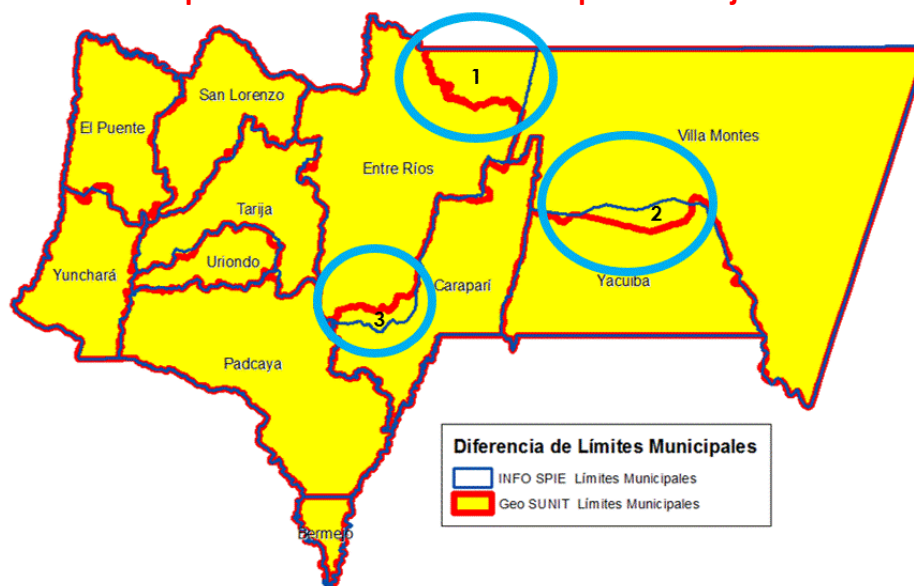 1
San Lorenzo
El Puente
Villa Montes
Entre Ríos
Tarija
2
Uriondo
Yunchará
Caraparí
Yacuiba
3
Padcaya
Diferencia de Límites Municipales
INFO SPIE Límites Municipales
Geo SUNIT Límites Municipales
Bermejo